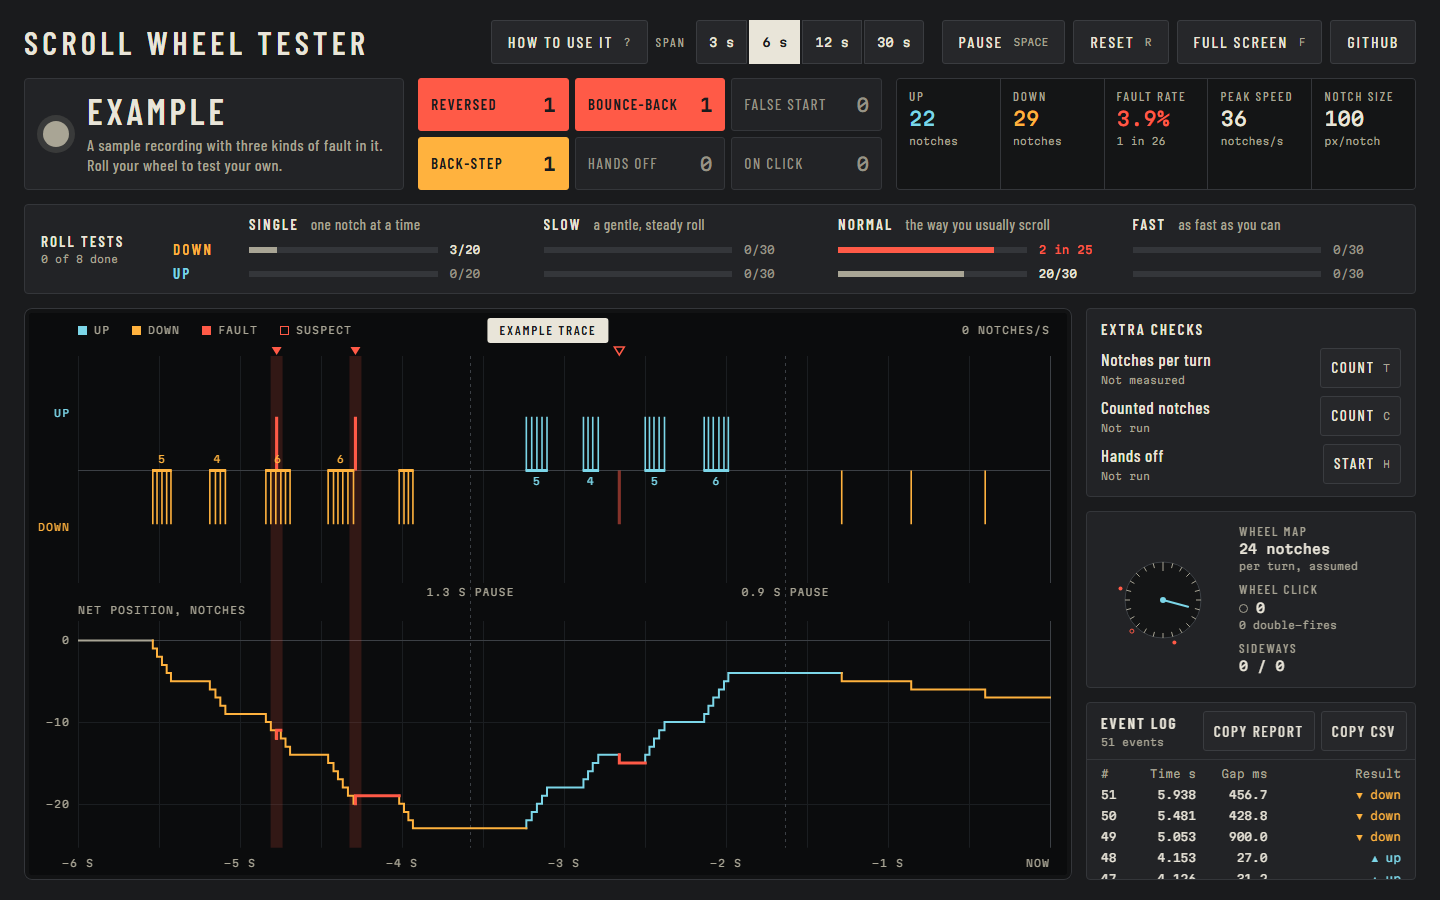 SCROLL WHEEL TESTER
HOW TO USE IT ?
SPAN
3 s 6 s 12 s 30 s
PAUSE SPACE
RESET R
FULL SCREEN F
GITHUB
EXAMPLE
A sample recording with three kinds of fault in it.
Roll your wheel to test your own.
REVERSED 1
BOUNCE-BACK 1
FALSE START 0
BACK-STEP 1
HANDS OFF 0
ON CLICK 0
UP
22
notches
DOWN
29
notches
FAULT RATE
3.9%
1 in 26
PEAK SPEED
36
notches/s
NOTCH SIZE
100
px/notch
ROLL TESTS
0 of 8 done
SINGLE one notch at a time
SLOW a gentle, steady roll
NORMAL the way you usually scroll
FAST as fast as you can
DOWN 3/20 0/30 2 in 25 0/30
UP 0/20 0/30 20/30 0/30
UP DOWN FAULT SUSPECT
EXAMPLE TRACE
0 NOTCHES/S
UP
5 4 6 6
5 4 5 6
DOWN
1.3 S PAUSE 0.9 S PAUSE
NET POSITION, NOTCHES
0
−10
−20
−6 S −5 S −4 S −3 S −2 S −1 S NOW
EXTRA CHECKS
Notches per turn
Not measured
COUNT T
Counted notches
Not run
COUNT C
Hands off
Not run
START H
WHEEL MAP
24 notches
per turn, assumed
WHEEL CLICK
0
0 double-fires
SIDEWAYS
0 / 0
EVENT LOG
51 events
COPY REPORT
COPY CSV
# Time s Gap ms Result
51 5.938 456.7 ▼ down
50 5.481 428.8 ▼ down
49 5.053 900.0 ▼ down
48 4.153 27.0 ▲ up
47 4.126 31.2 ▲ up